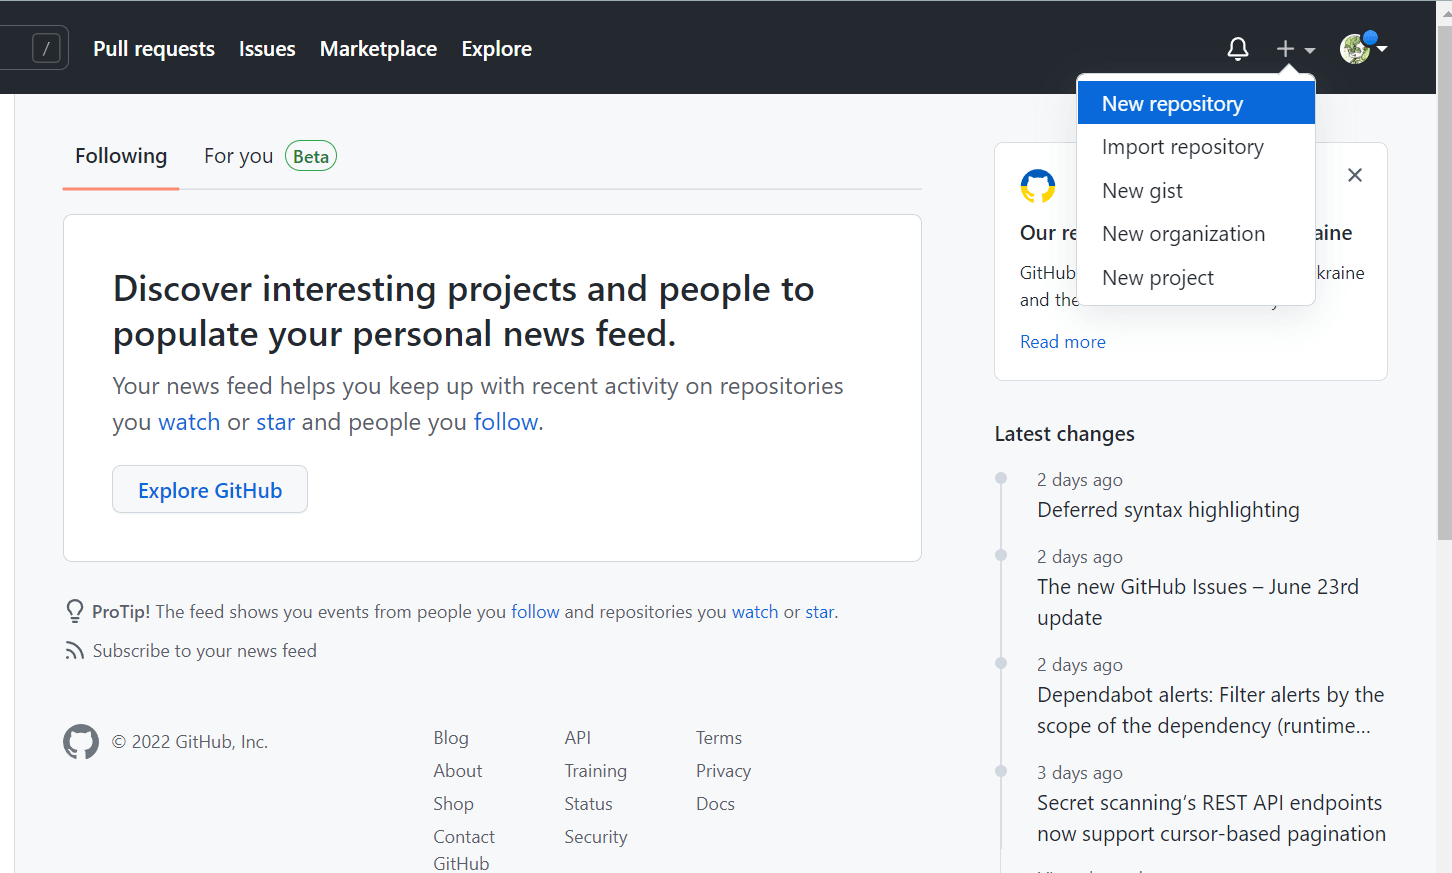 /
Pull requests Issues Marketplace Explore
New repository
Import repository
New gist
New organization
New project
Following For you Beta
Discover interesting projects and people to
populate your personal news feed.
Your news feed helps you keep up with recent activity on repositories
you watch or star and people you follow.
Explore GitHub
ProTip! The feed shows you events from people you follow and repositories you watch or star.
Subscribe to your news feed
© 2022 GitHub, Inc.
Blog
About
Shop
Contact
GitHub
API
Training
Status
Security
Terms
Privacy
Docs
Our
GitHub
and the
Read more
Latest changes
2 days ago
Deferred syntax highlighting
2 days ago
The new GitHub Issues – June 23rd
update
2 days ago
Dependabot alerts: Filter alerts by the
scope of the dependency (runtime...
3 days ago
Secret scanning’s REST API endpoints
now support cursor-based pagination